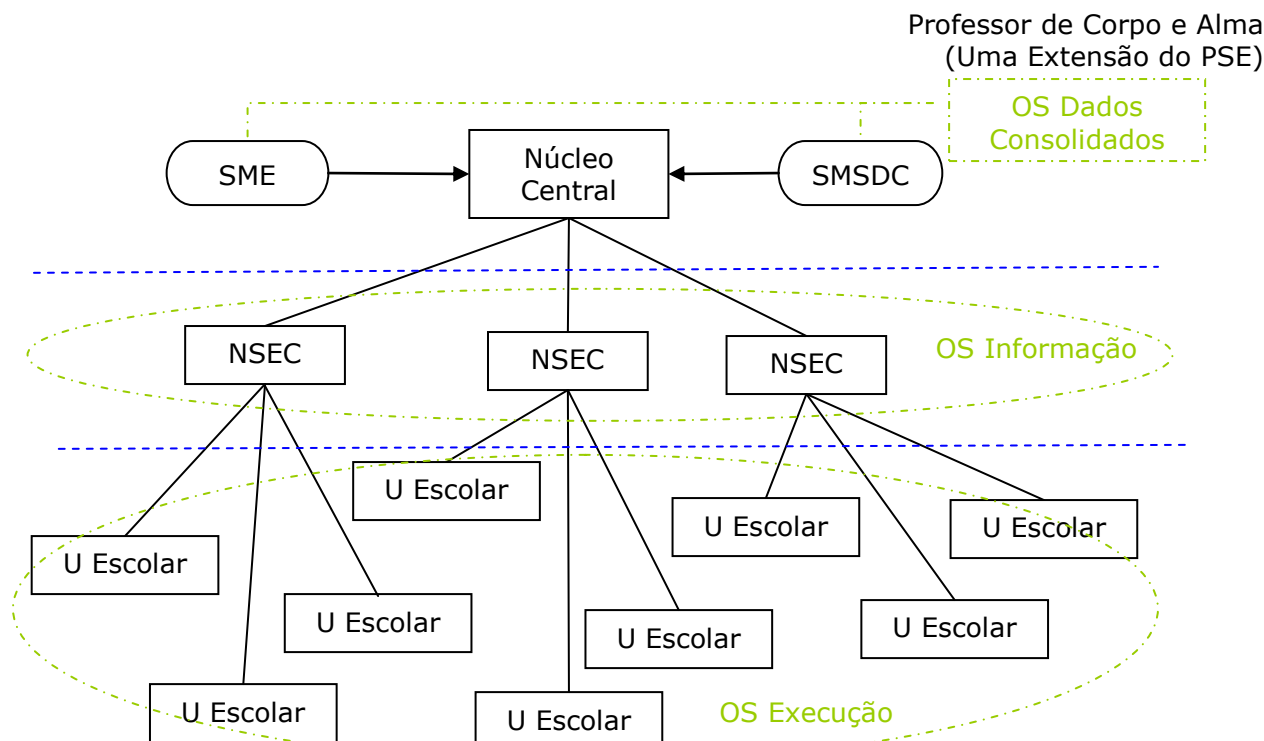 Professor de Corpo e Alma
(Uma Extensão do PSE)
OS Dados
Consolidados
SME
Núcleo
Central
SMSDC
NSEC
NSEC
NSEC
OS Informação
U Escolar
U Escolar
U Escolar
U Escolar
U Escolar
U Escolar
U Escolar
U Escolar
U Escolar
OS Execução